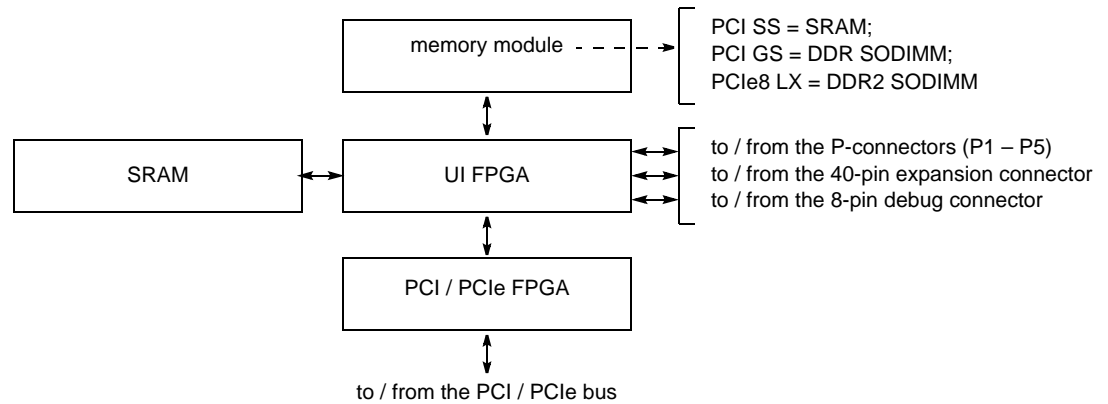 memory module
PCI SS = SRAM;
PCI GS = DDR SODIMM;
PCIe8 LX = DDR2 SODIMM
SRAM
UI FPGA
to / from the P-connectors (P1 – P5)
to / from the 40-pin expansion connector
to / from the 8-pin debug connector
PCI / PCIe FPGA
to / from the PCI / PCIe bus